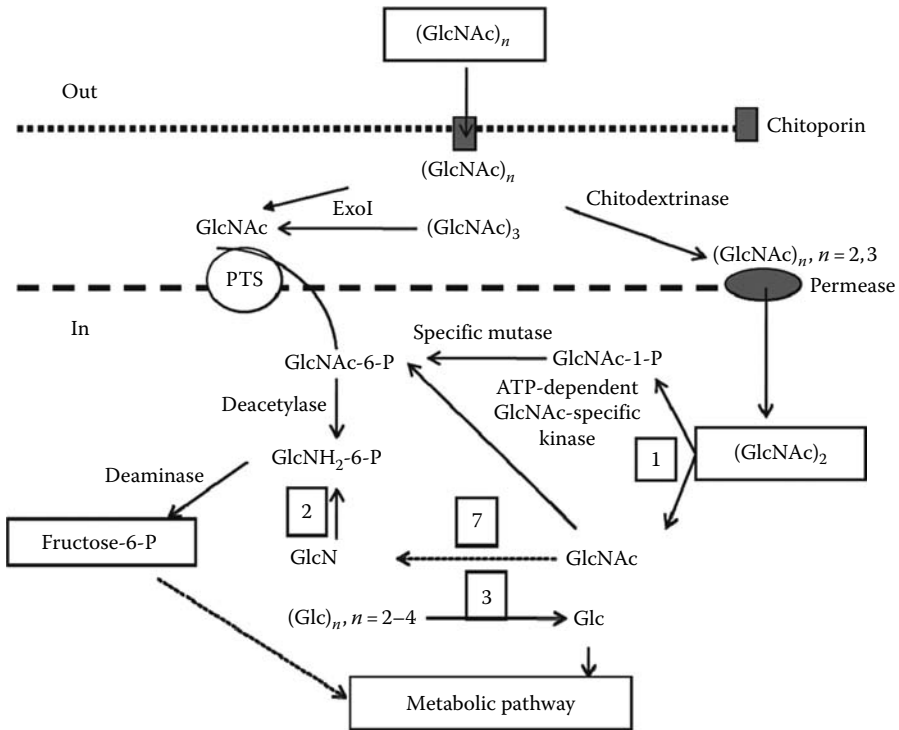 (GlcNAc)n
Out
Chitoporin
(GlcNAc)n
Chitodextrinase
ExoI
GlcNAc
(GlcNAc)3
(GlcNAc)n, n = 2,3
PTS
Permease
In
Specific mutase
GlcNAc-6-P
GlcNAc-1-P
ATP-dependent
GlcNAc-specific
kinase
Deacetylase
1
(GlcNAc)2
GlcNH2-6-P
Deaminase
2
7
Fructose-6-P
GlcN
GlcNAc
3
(Glc)n, n = 2–4
Glc
Metabolic pathway